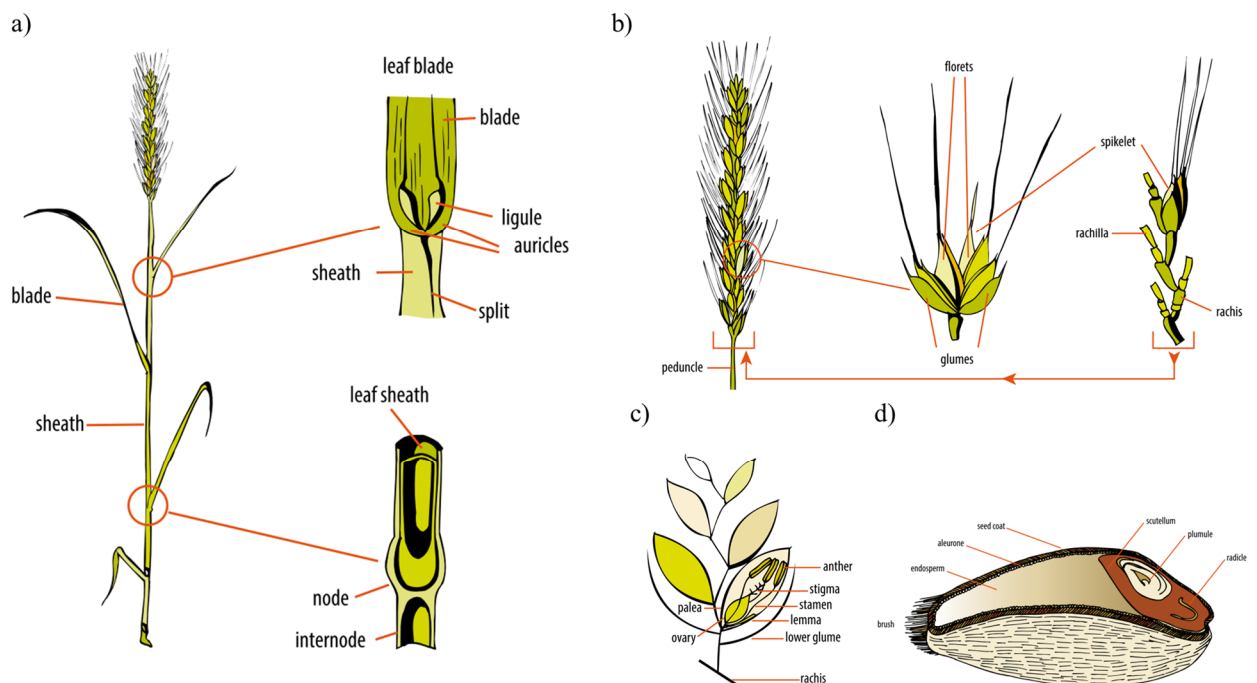 a)
leaf blade
blade
ligule
auricles
sheath
split
blade
sheath
leaf sheath
node
internode
b)
florets
spikelet
rachilla
rachis
glumes
peduncle
c)
anther
stigma
stamen
palea
lemma
ovary
lower glume
rachis
d)
scutellum
seed coat
plumule
aleurone
radicle
endosperm
brush